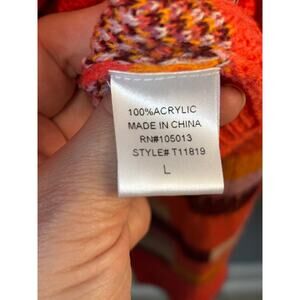 100%ACRYLIC
MADE IN CHINA
RN#105013
STYLE# T11819
L